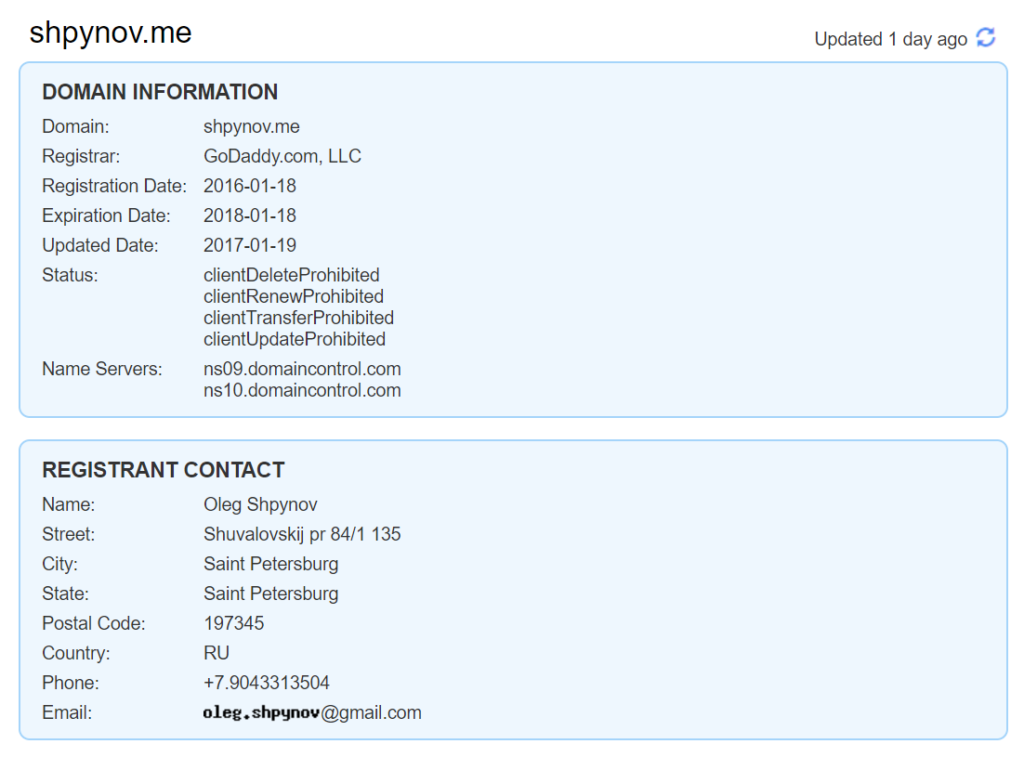 shpynov.me
Updated 1 day ago
DOMAIN INFORMATION
Domain: shpynov.me
Registrar: GoDaddy.com, LLC
Registration Date: 2016-01-18
Expiration Date: 2018-01-18
Updated Date: 2017-01-19
Status: clientDeleteProhibited
clientRenewProhibited
clientTransferProhibited
clientUpdateProhibited
Name Servers: ns09.domaincontrol.com
ns10.domaincontrol.com
REGISTRANT CONTACT
Name: Oleg Shpynov
Street: Shuvalovskij pr 84/1 135
City: Saint Petersburg
State: Saint Petersburg
Postal Code: 197345
Country: RU
Phone: +7.9043313504
Email: oleg.shpynov@gmail.com